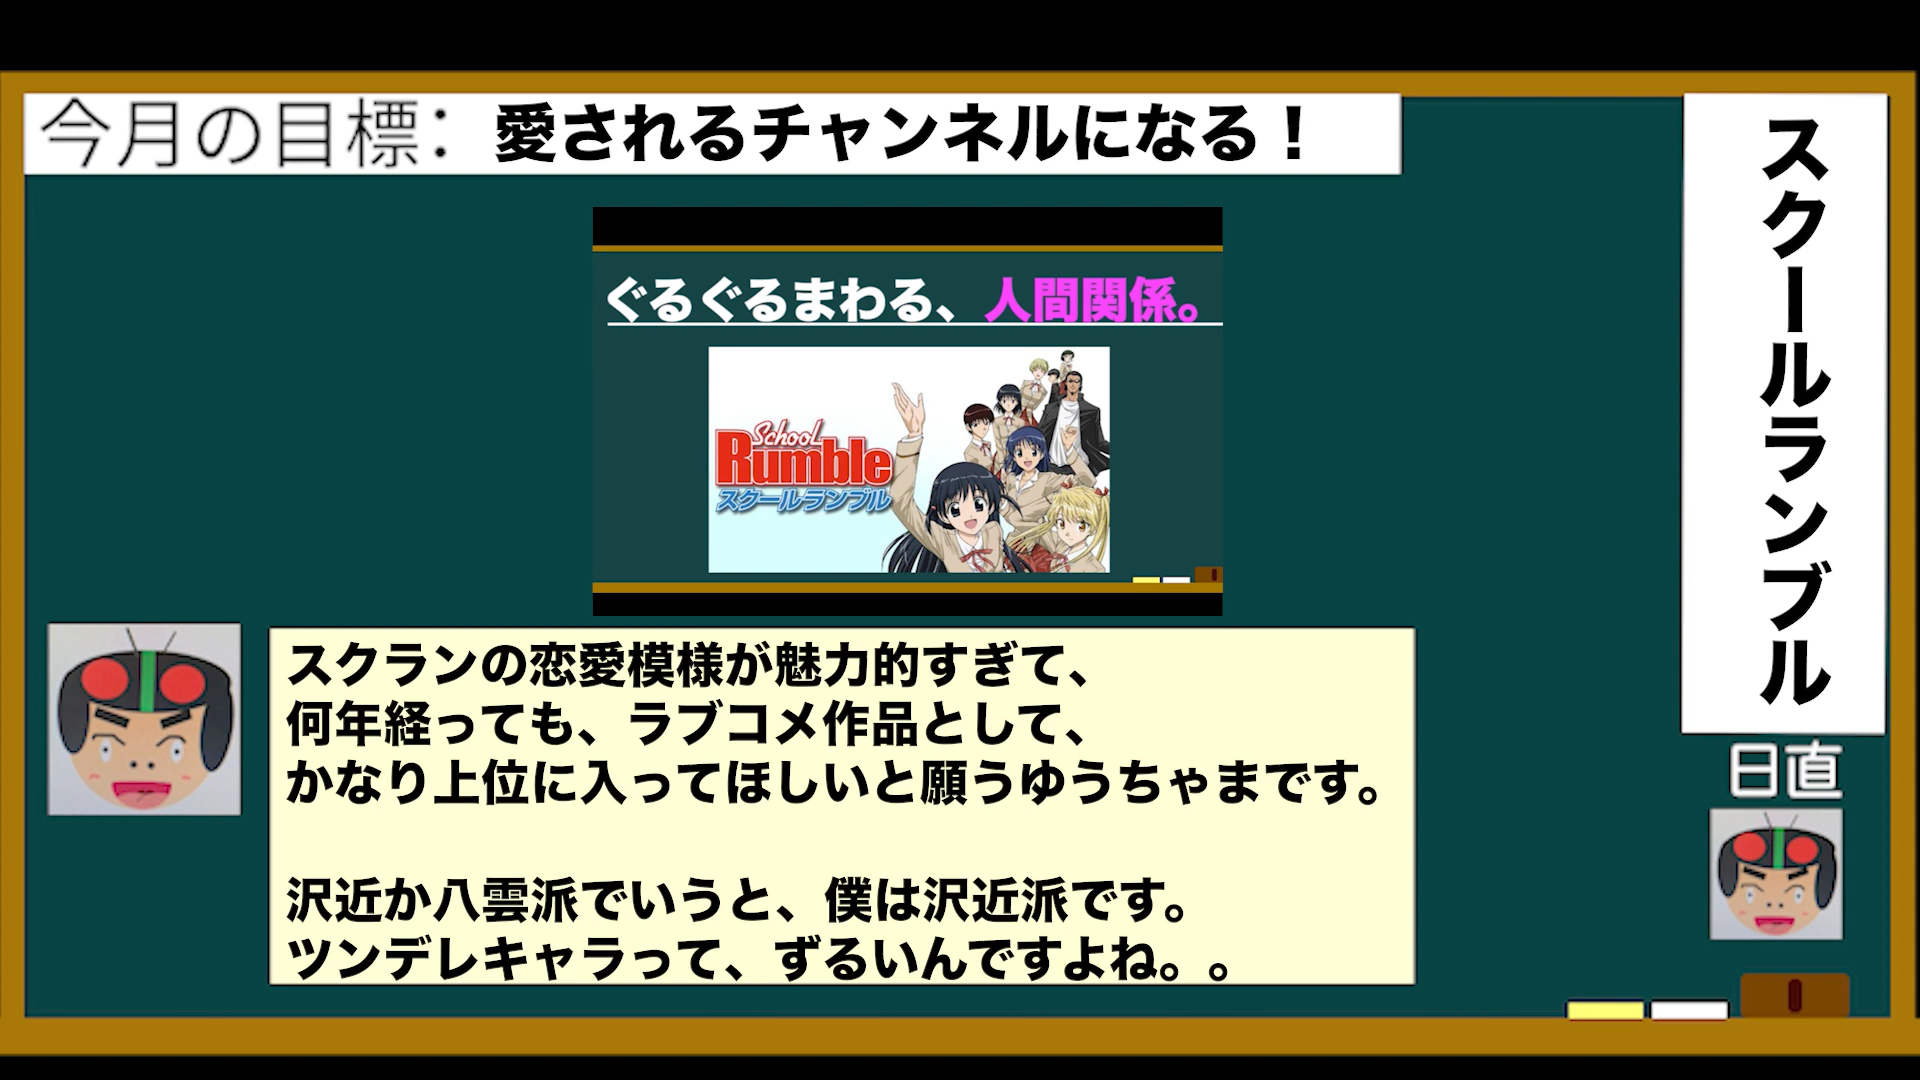 今月の目標：愛されるチャンネルになる！
ぐるぐるまわる、人間関係。
School
Rumble
スクールランブル
スクランの恋愛模様が魅力的すぎて、
何年経っても、ラブコメ作品として、
かなり上位に入ってほしいと願うゆうちゃまです。
沢近か八雲派でいうと、僕は沢近派です。
ツンデレキャラって、ずるいんですよね。。
スクールランブル
日直